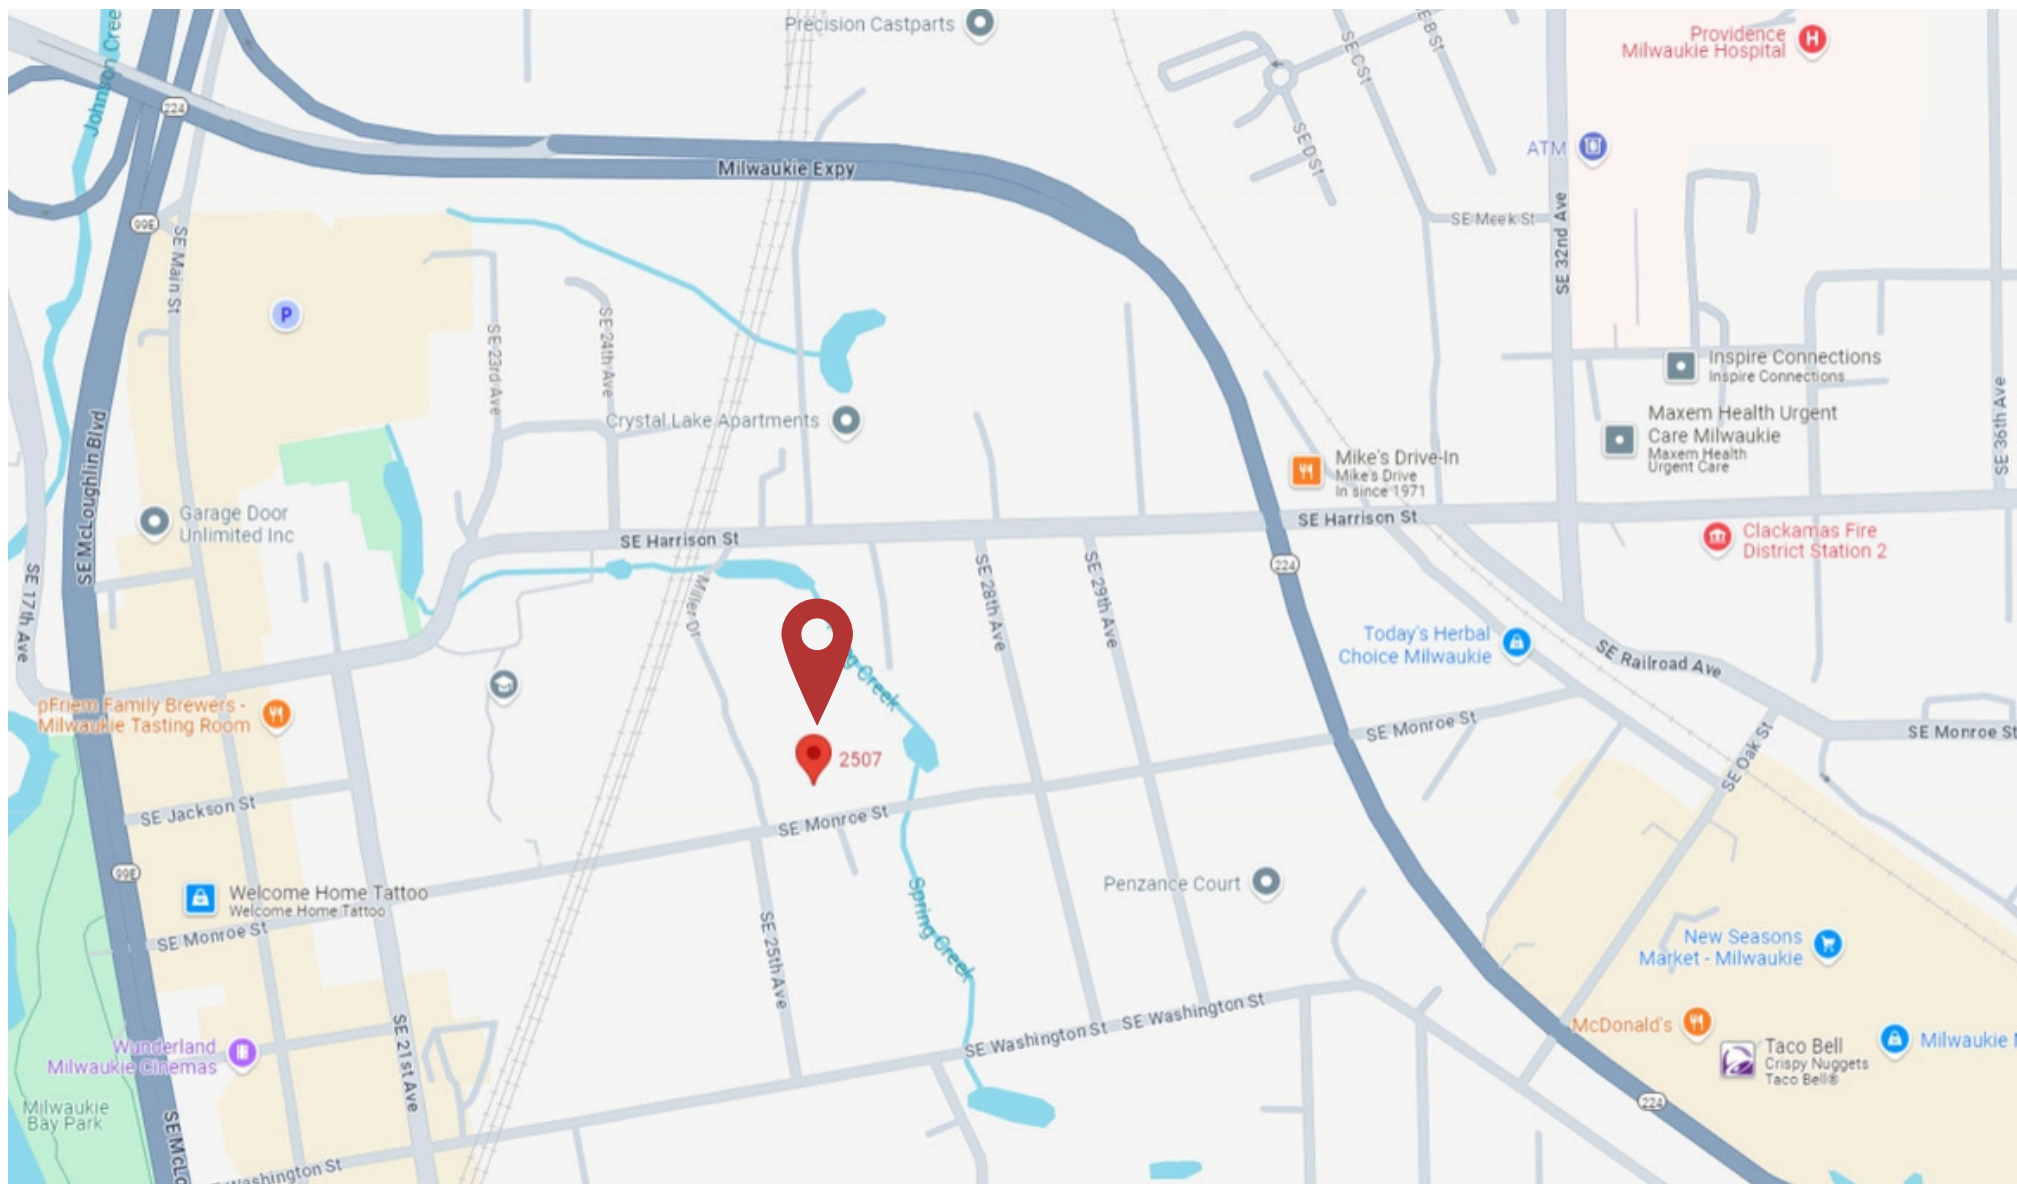 Precision Castparts
Providence
Milwaukie Hospital
Johnson Cree
SE C St
SE B St
224
SE D St
ATM
Milwaukie Expy
SE Meek St
SE 32nd Ave
99E
SE Main St
P
SE 23rd Ave
SE 24th Ave
Inspire Connections
Inspire Connections
SE 36th Ave
Maxem Health Urgent
Care Milwaukie
Maxem Health
Urgent Care
Crystal Lake Apartments
Mike's Drive-In
Mike's Drive
In since 1971
SE McLoughlin Blvd
Garage Door
Unlimited Inc
SE Harrison St
SE Harrison St
Clackamas Fire
District Station 2
224
SE 17th Ave
Miller Dr
SE 28th Ave
SE 29th Ave
Today's Herbal
Choice Milwaukie
SE Railroad Ave
g Creek
pFriem Family Brewers -
Milwaukie Tasting Room
SE Monroe St
SE Monroe St
SE Oak St
2507
SE Jackson St
SE Monroe St
99E
Welcome Home Tattoo
Welcome Home Tattoo
SE Monroe St
Penzance Court
Spring Creek
SE 25th Ave
New Seasons
Market - Milwaukie
SE Washington St
SE Washington St
McDonald's
Taco Bell
Crispy Nuggets
Taco Bell®
Milwaukie
Wunderland
Milwaukie Cinemas
SE 21st Ave
Milwaukie
Bay Park
224
SE McLo
Washington St